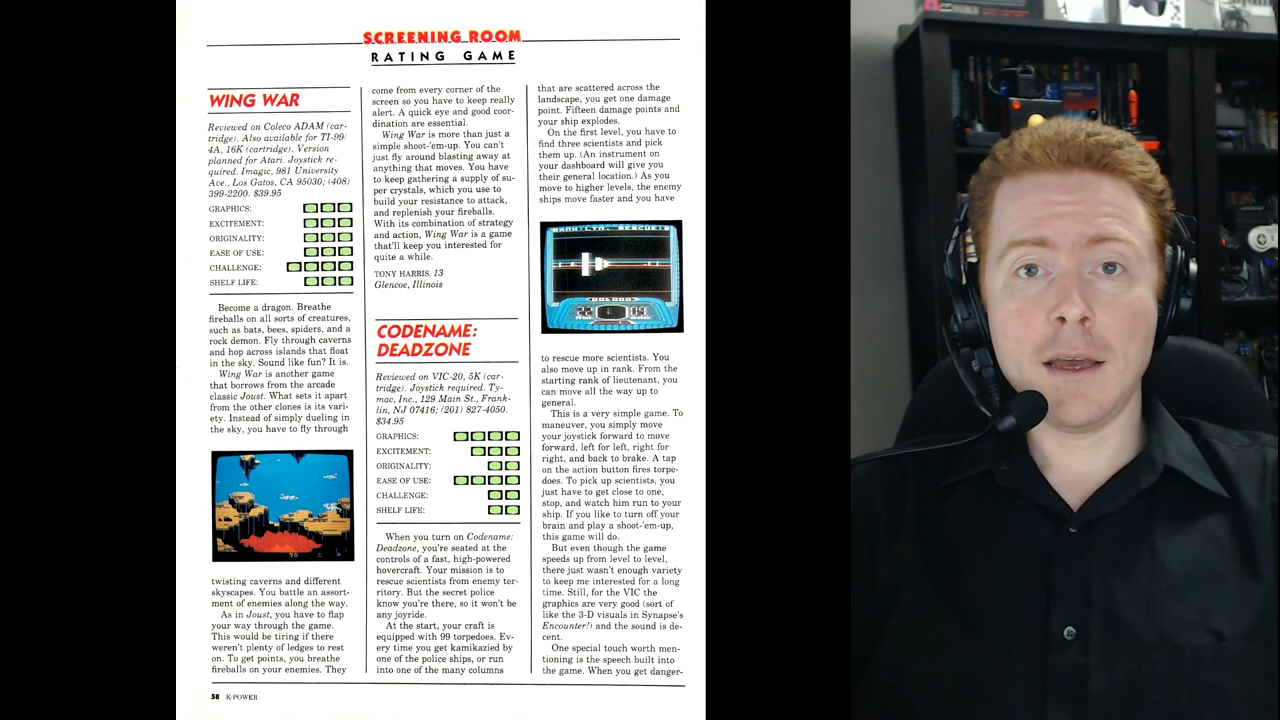 SCREENING ROOM
RATING GAME
WING WAR
Reviewed on Coleco ADAM (car-
tridge). Also available for TI-99/
4A, 16K (cartridge). Version
planned for Atari. Joystick re-
quired. Imagic, 981 University
Ave., Los Gatos, CA 95030; (408)
399-2200. $39.95
GRAPHICS:
EXCITEMENT:
ORIGINALITY:
EASE OF USE:
CHALLENGE:
SHELF LIFE:
Become a dragon. Breathe
fireballs on all sorts of creatures,
such as bats, bees, spiders, and a
rock demon. Fly through caverns
and hop across islands that float
in the sky. Sound like fun? It is.
Wing War is another game
that borrows from the arcade
classic Joust. What sets it apart
from the other clones is its vari-
ety. Instead of simply dueling in
the sky, you have to fly through
twisting caverns and different
skyscapes. You battle an assort-
ment of enemies along the way.
As in Joust, you have to flap
your way through the game.
This would be tiring if there
weren't plenty of ledges to rest
on. To get points, you breathe
fireballs on your enemies. They
come from every corner of the
screen so you have to keep really
alert. A quick eye and good coor-
dination are essential.
Wing War is more than just a
simple shoot-'em-up. You can't
just fly around blasting away at
anything that moves. You have
to keep gathering a supply of su-
per crystals, which you use to
build your resistance to attack,
and replenish your fireballs.
With its combination of strategy
and action, Wing War is a game
that'll keep you interested for
quite a while.
TONY HARRIS, 13
Glencoe, Illinois
CODENAME:
DEADZONE
Reviewed on VIC-20, 5K (car-
tridge). Joystick required. Ty-
mac, Inc., 129 Main St., Frank-
lin, NJ 07416; (201) 827-4050.
$34.95
GRAPHICS:
EXCITEMENT:
ORIGINALITY:
EASE OF USE:
CHALLENGE:
SHELF LIFE:
When you turn on Codename:
Deadzone, you're seated at the
controls of a fast, high-powered
hovercraft. Your mission is to
rescue scientists from enemy ter-
ritory. But the secret police
know you're there, so it won't be
any joyride.
At the start, your craft is
equipped with 99 torpedoes. Ev-
ery time you get kamikazied by
one of the police ships, or run
into one of the many columns
that are scattered across the
landscape, you get one damage
point. Fifteen damage points and
your ship explodes.
On the first level, you have to
find three scientists and pick
them up. (An instrument on
your dashboard will give you
their general location.) As you
move to higher levels, the enemy
ships move faster and you have
to rescue more scientists. You
also move up in rank. From the
starting rank of lieutenant, you
can move all the way up to
general.
This is a very simple game. To
maneuver, you simply move
your joystick forward to move
forward, left for left, right for
right, and back to brake. A tap
on the action button fires torpe-
does. To pick up scientists, you
just have to get close to one,
stop, and watch him run to your
ship. If you like to turn off your
brain and play a shoot-'em-up,
this game will do.
But even though the game
speeds up from level to level,
there just wasn't enough variety
to keep me interested for a long
time. Still, for the VIC the
graphics are very good (sort of
like the 3-D visuals in Synapse's
Encounter!) and the sound is de-
cent.
One special touch worth men-
tioning is the speech built into
the game. When you get danger-
58 K-POWER